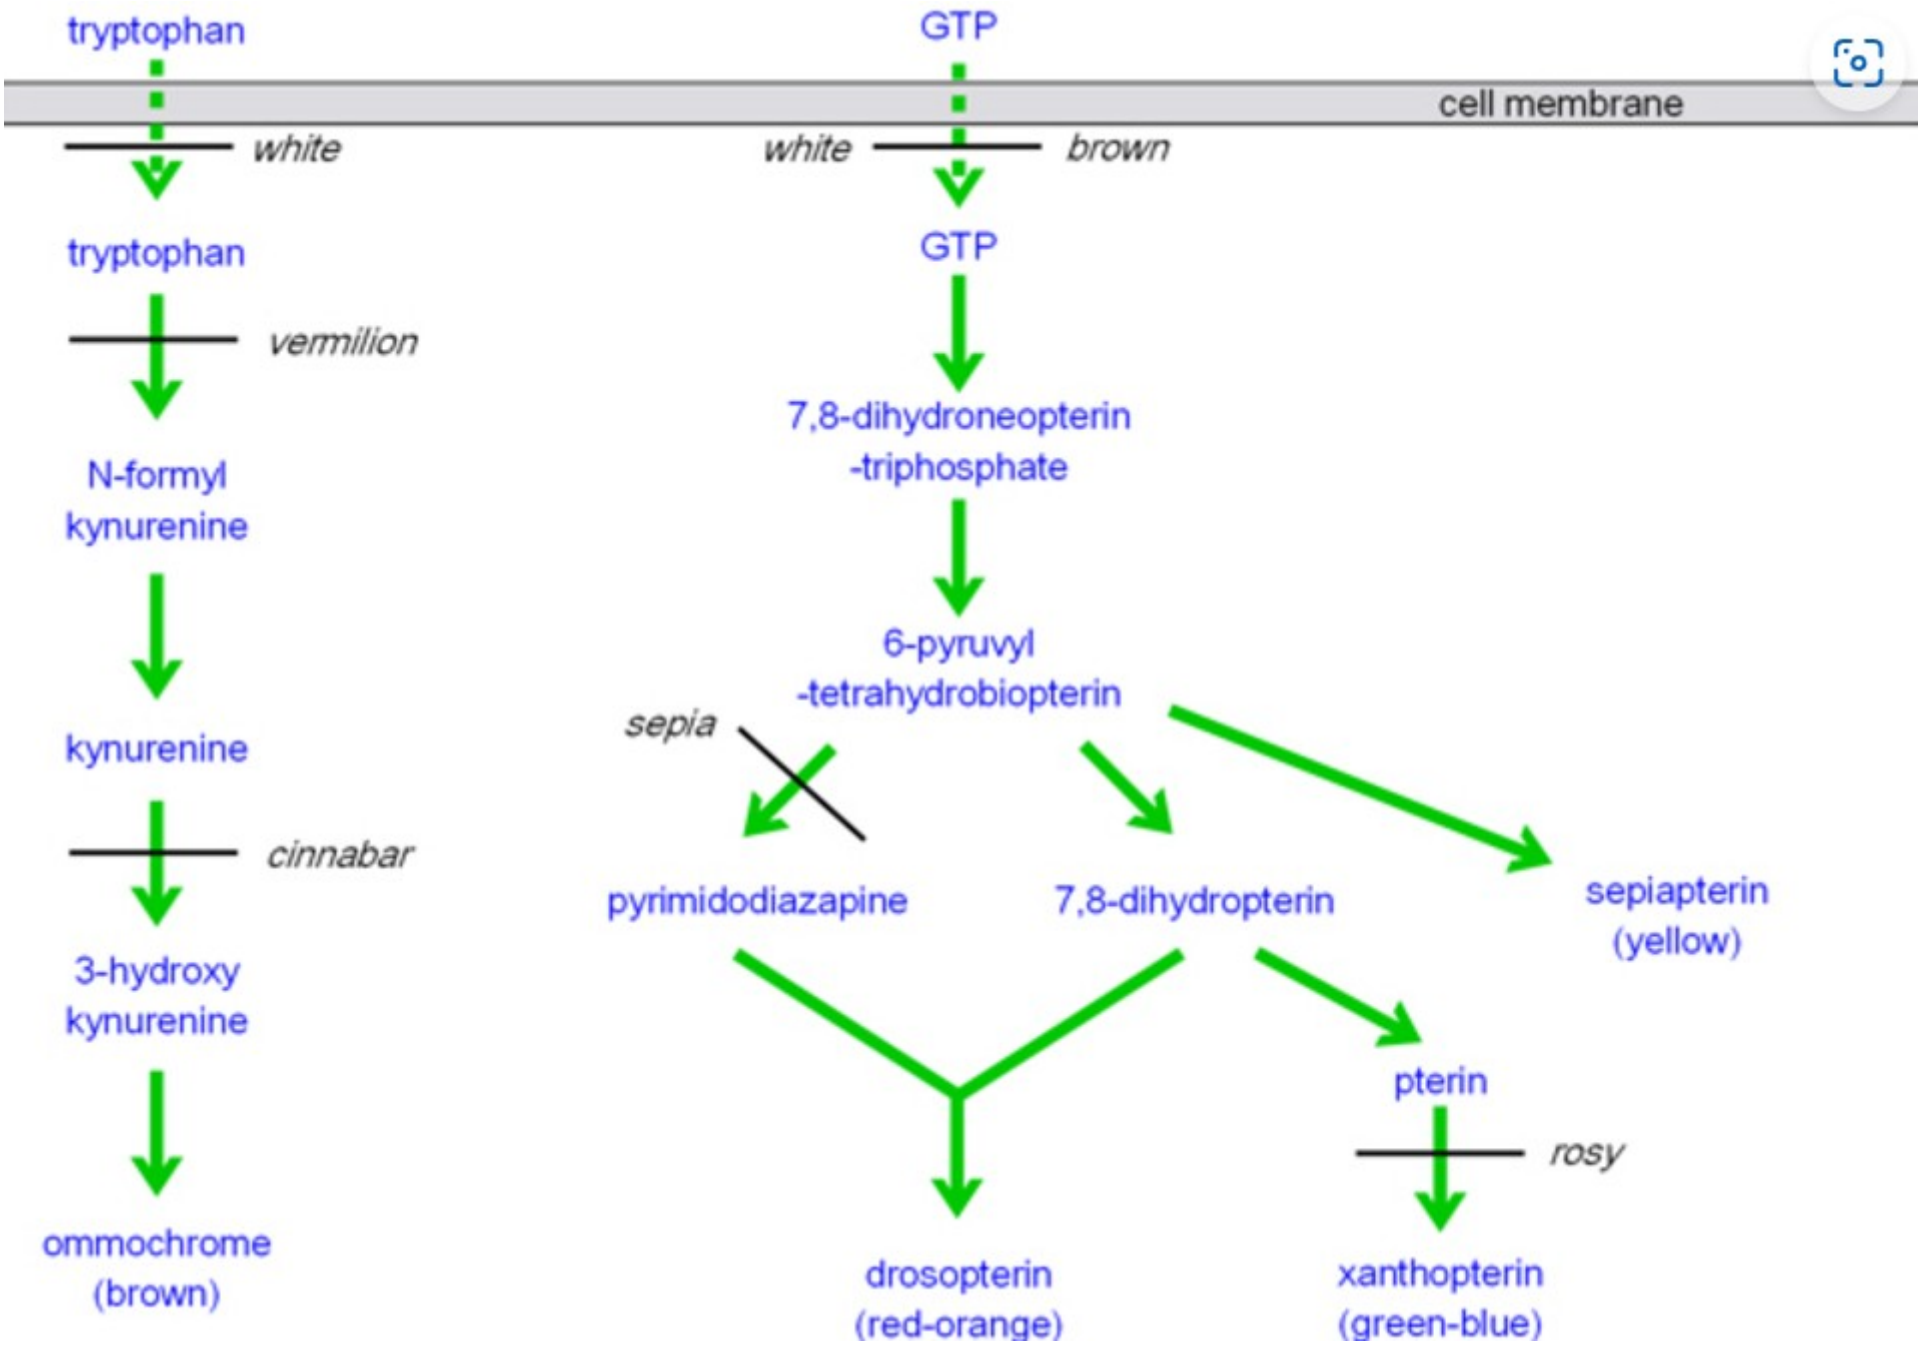 tryptophan
GTP
cell membrane
white
white
brown
tryptophan
GTP
vermilion
7,8-dihydroneopterin
-triphosphate
N-formyl
kynurenine
6-pyruvyl
-tetrahydrobiopterin
sepia
kynurenine
cinnabar
pyrimidodiazapine
7,8-dihydropterin
sepiapterin
(yellow)
3-hydroxy
kynurenine
pterin
rosy
ommochrome
(brown)
drosopterin
(red-orange)
xanthopterin
(green-blue)